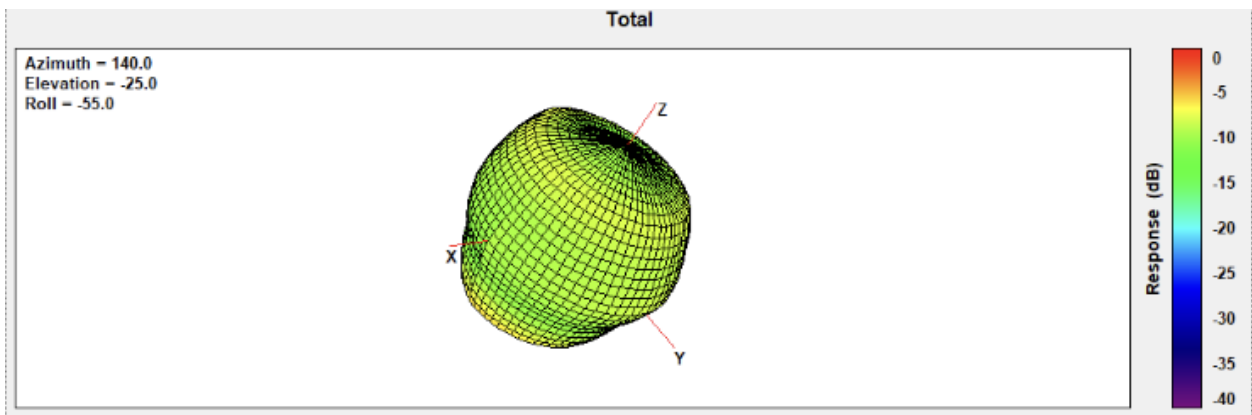 Total
Azimuth = 140.0
Elevation = -25.0
Roll = -55.0
Z
X
Y
Response (dB)
0
-5
-10
-15
-20
-25
-30
-35
-40